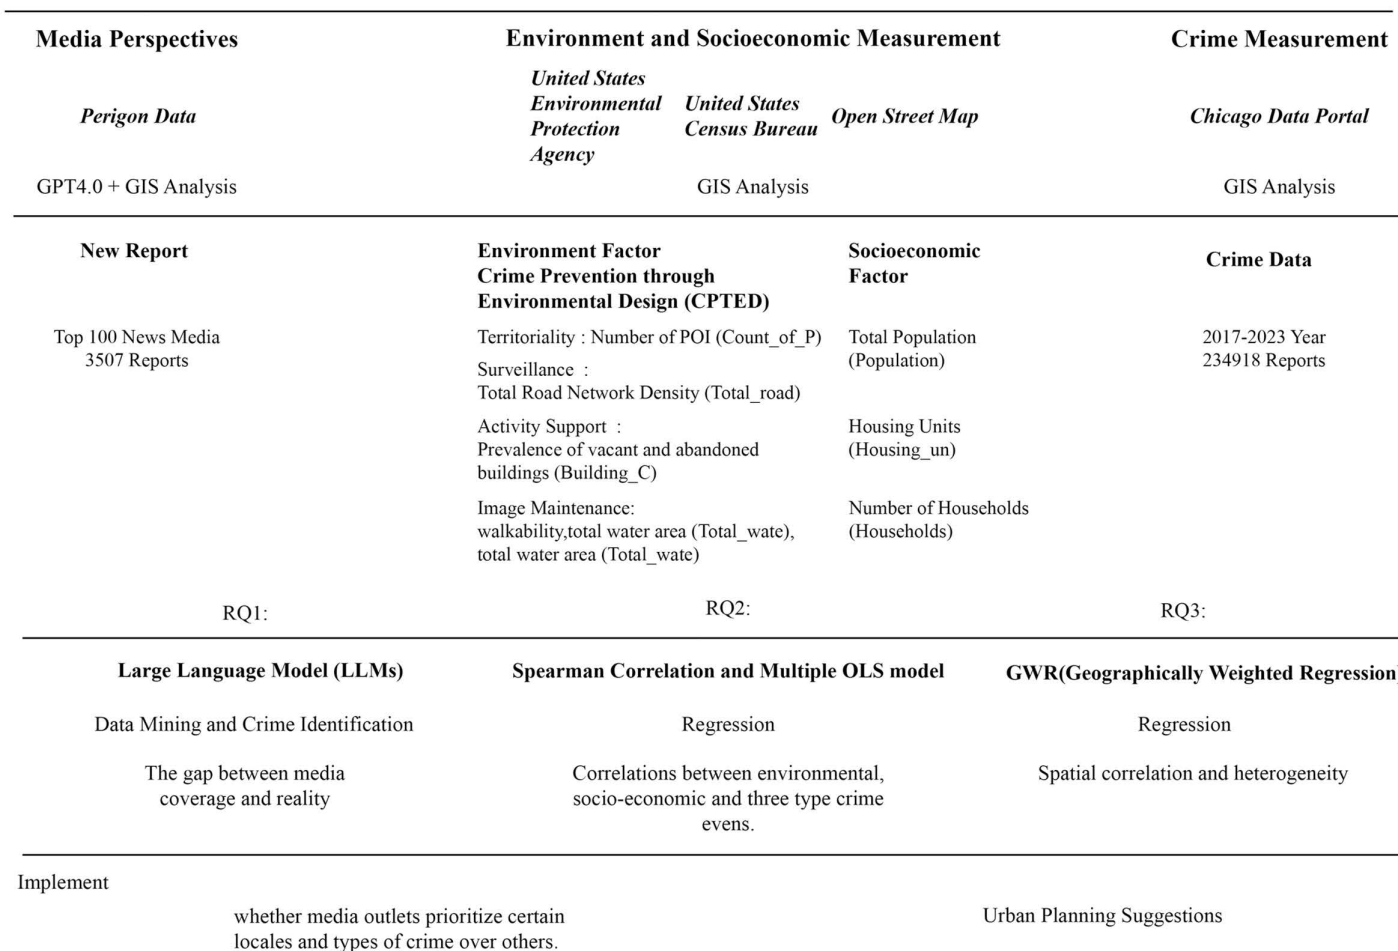 Media Perspectives
Environment and Socioeconomic Measurement
Crime Measurement
Perigon Data
United States
Environmental
Protection
Agency
United States
Census Bureau
Open Street Map
Chicago Data Portal
GPT4.0 + GIS Analysis
GIS Analysis
GIS Analysis
New Report
Environment Factor
Crime Prevention through
Environmental Design (CPTED)
Socioeconomic
Factor
Crime Data
Top 100 News Media
3507 Reports
Territoriality : Number of POI (Count_of_P)
Surveillance :
Total Road Network Density (Total_road)
Activity Support :
Prevalence of vacant and abandoned
buildings (Building_C)
Image Maintenance:
walkability,total water area (Total_wate),
total water area (Total_wate)
Total Population
(Population)
Housing Units
(Housing_un)
Number of Households
(Households)
2017-2023 Year
234918 Reports
RQ1:
RQ2:
RQ3:
Large Language Model (LLMs)
Spearman Correlation and Multiple OLS model
GWR(Geographically Weighted Regression)
Data Mining and Crime Identification
Regression
Regression
The gap between media
coverage and reality
Correlations between environmental,
socio-economic and three type crime
evens.
Spatial correlation and heterogeneity
Implement
whether media outlets prioritize certain
locales and types of crime over others.
Urban Planning Suggestions